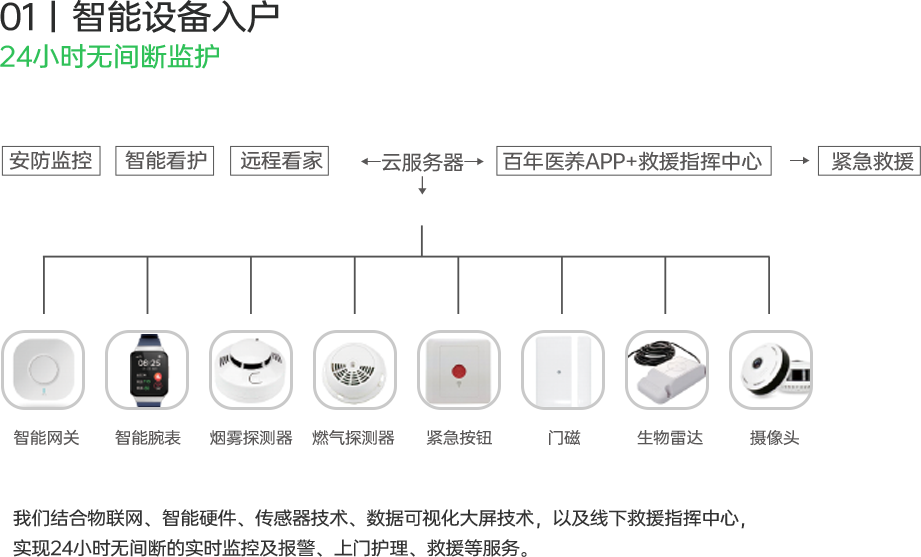 01丨智能设备入户
24小时无间断监护
安防监控 智能看护 远程看家 云服务器 百年医养APP+救援指挥中心 紧急救援
08:25
智能网关 智能腕表 烟雾探测器 燃气探测器 紧急按钮 门磁 生物雷达 摄像头
我们结合物联网、智能硬件、传感器技术、数据可视化大屏技术，以及线下救援指挥中心，
实现24小时无间断的实时监控及报警、上门护理、救援等服务。